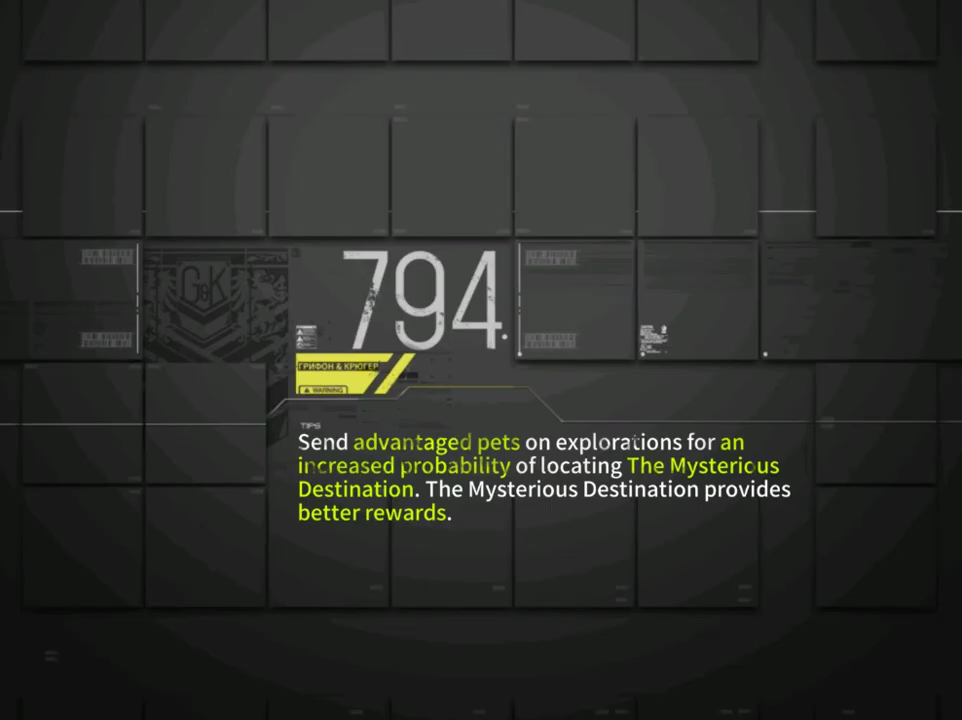 G&K
794.
ГРИФОН & КРЮГЕР
WARNING
TIPS
Send advantaged pets on explorations for an
increased probability of locating The Mysterious
Destination. The Mysterious Destination provides
better rewards.